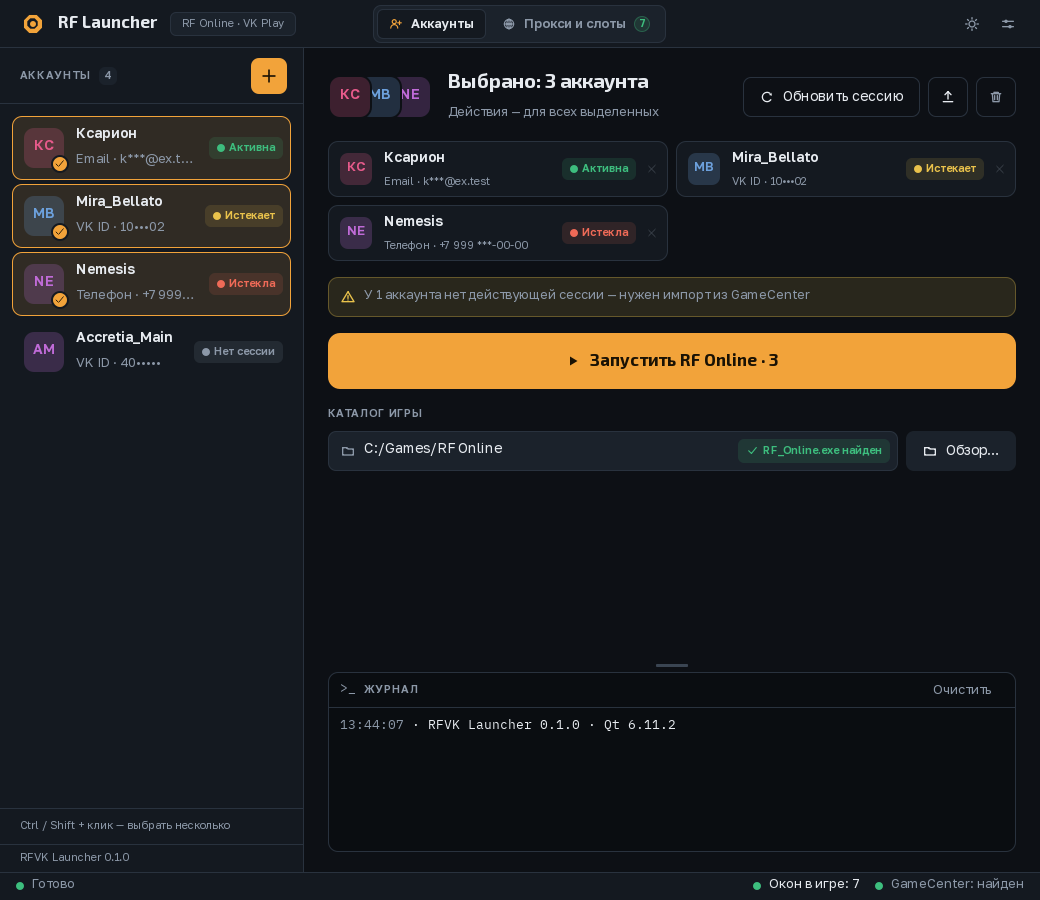 RF Launcher
RF Online · VK Play
Аккаунты
Прокси и слоты 7
АККАУНТЫ 4
КС
Ксарион
Email · k***@ex.t...
Активна
MB
Mira_Bellato
VK ID · 10•••02
Истекает
NE
Nemesis
Телефон · +7 999...
Истекла
AM
Accretia_Main
VK ID · 40•••••
Нет сессии
КС MB NE
Выбрано: 3 аккаунта
Действия — для всех выделенных
Обновить сессию
КС
Ксарион
Email · k***@ex.test
Активна
MB
Mira_Bellato
VK ID · 10•••02
Истекает
NE
Nemesis
Телефон · +7 999 ***-00-00
Истекла
У 1 аккаунта нет действующей сессии — нужен импорт из GameCenter
Запустить RF Online · 3
КАТАЛОГ ИГРЫ
C:/Games/RF Online
RF_Online.exe найден
Обзор...
>_ ЖУРНАЛ
Очистить
13:44:07 · RFVK Launcher 0.1.0 · Qt 6.11.2
Ctrl / Shift + клик — выбрать несколько
RFVK Launcher 0.1.0
Готово
Окон в игре: 7
GameCenter: найден